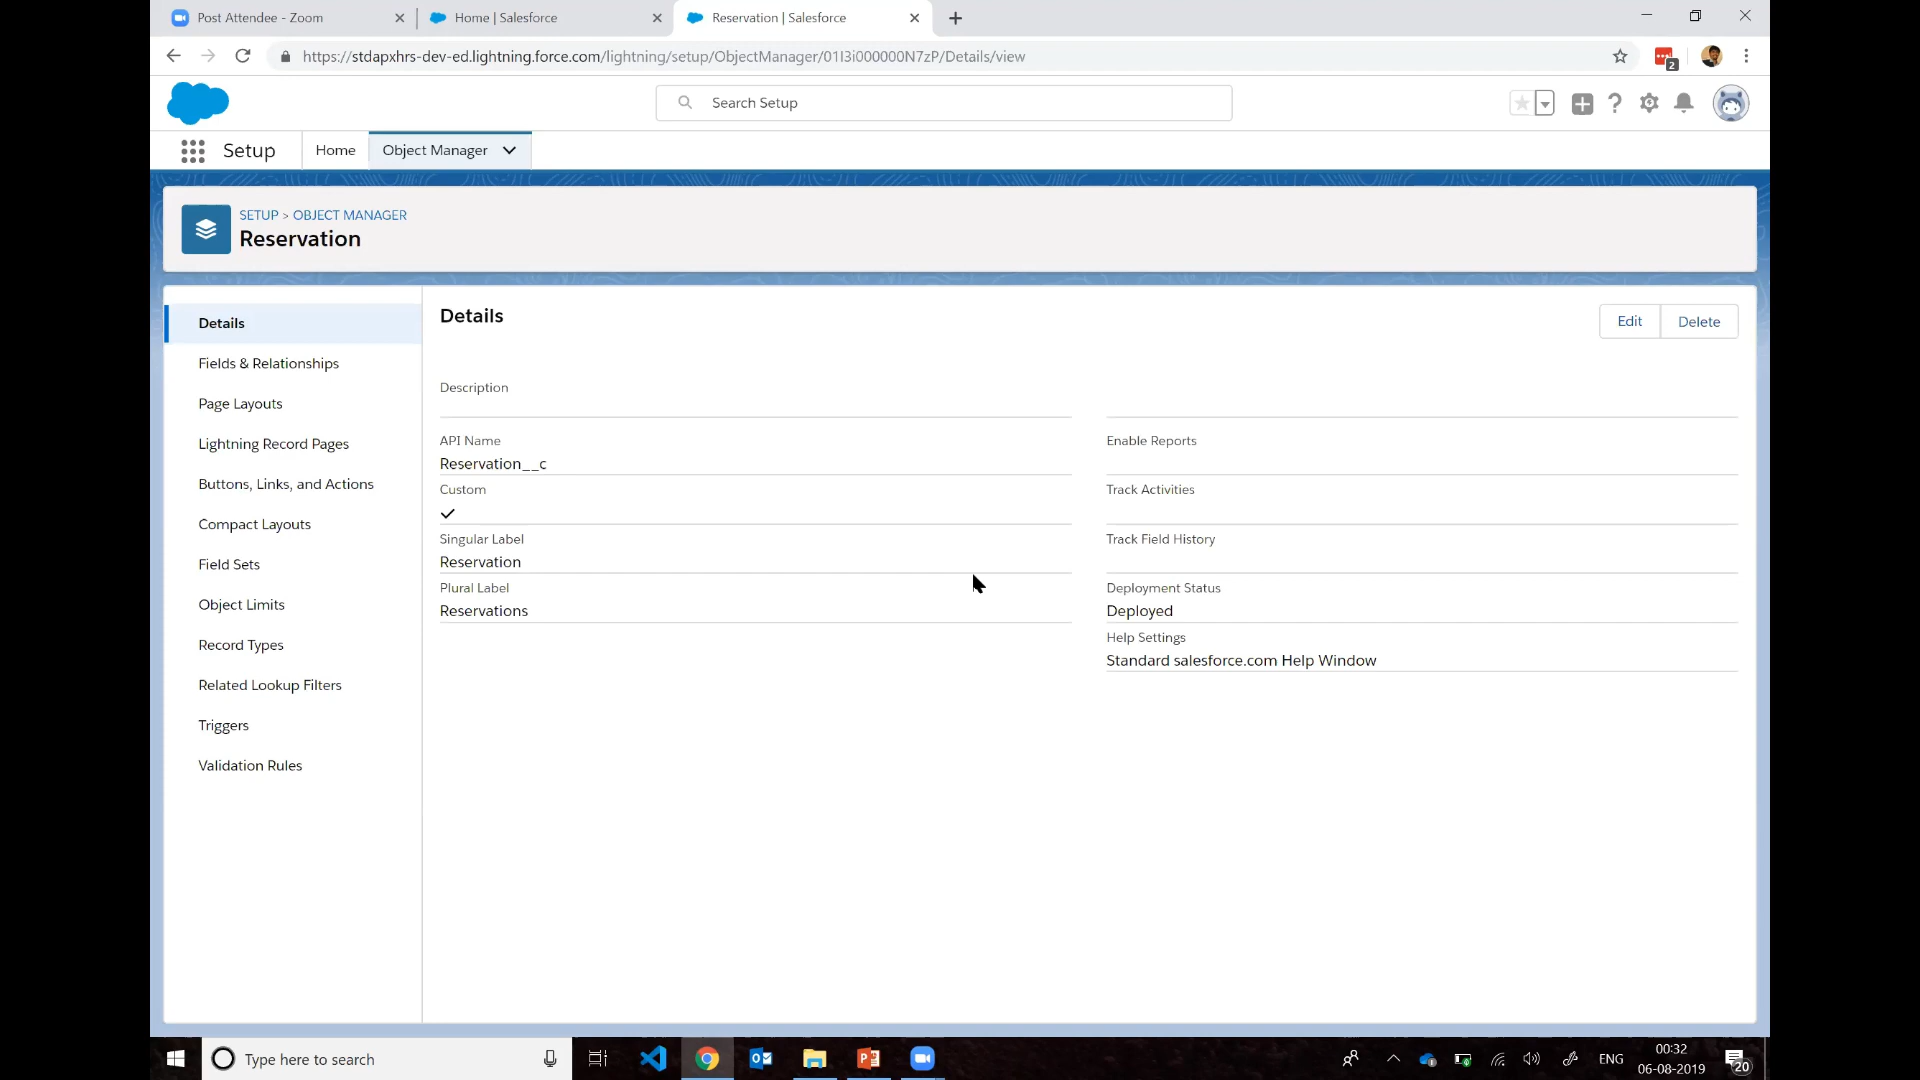 Post Attendee - Zoom
Home | Salesforce
Reservation | Salesforce
https://stdapxhrs-dev-ed.lightning.force.com/lightning/setup/ObjectManager/01I3i000000N7zP/Details/view
2
Search Setup
Setup
Home
Object Manager
SETUP > OBJECT MANAGER
Reservation
Details
Fields & Relationships
Page Layouts
Lightning Record Pages
Buttons, Links, and Actions
Compact Layouts
Field Sets
Object Limits
Record Types
Related Lookup Filters
Triggers
Validation Rules
Details
Edit
Delete
Description
API Name
Reservation__c
Custom
Singular Label
Reservation
Plural Label
Reservations
Enable Reports
Track Activities
Track Field History
Deployment Status
Deployed
Help Settings
Standard salesforce.com Help Window
Type here to search
ENG
00:32
06-08-2019
20